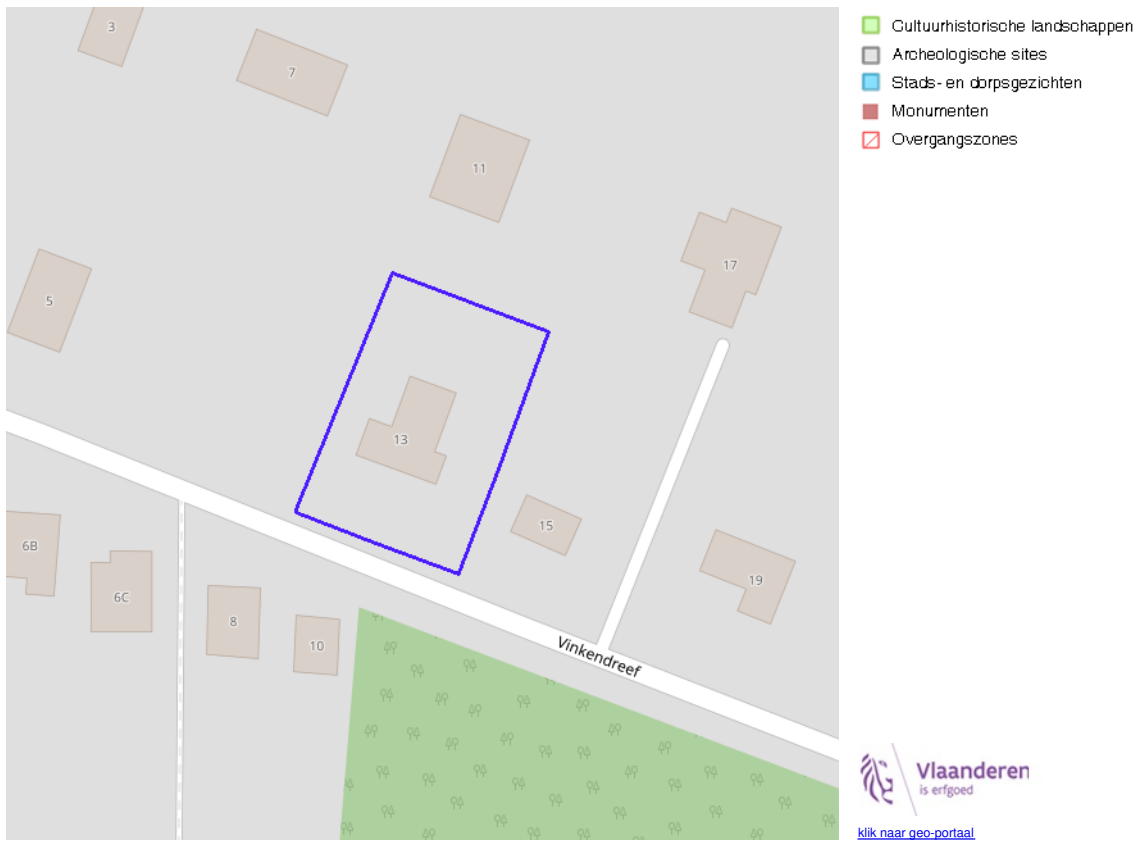 3
7
11
17
5
13
15
19
6B
6C
8
10
Vinkendreef
Cultuurhistorische landschappen
Archeologische sites
Stads- en dorpsgezichten
Monumenten
Overgangszones
Vlaanderen
is erfgoed
klik naar geo-portaal